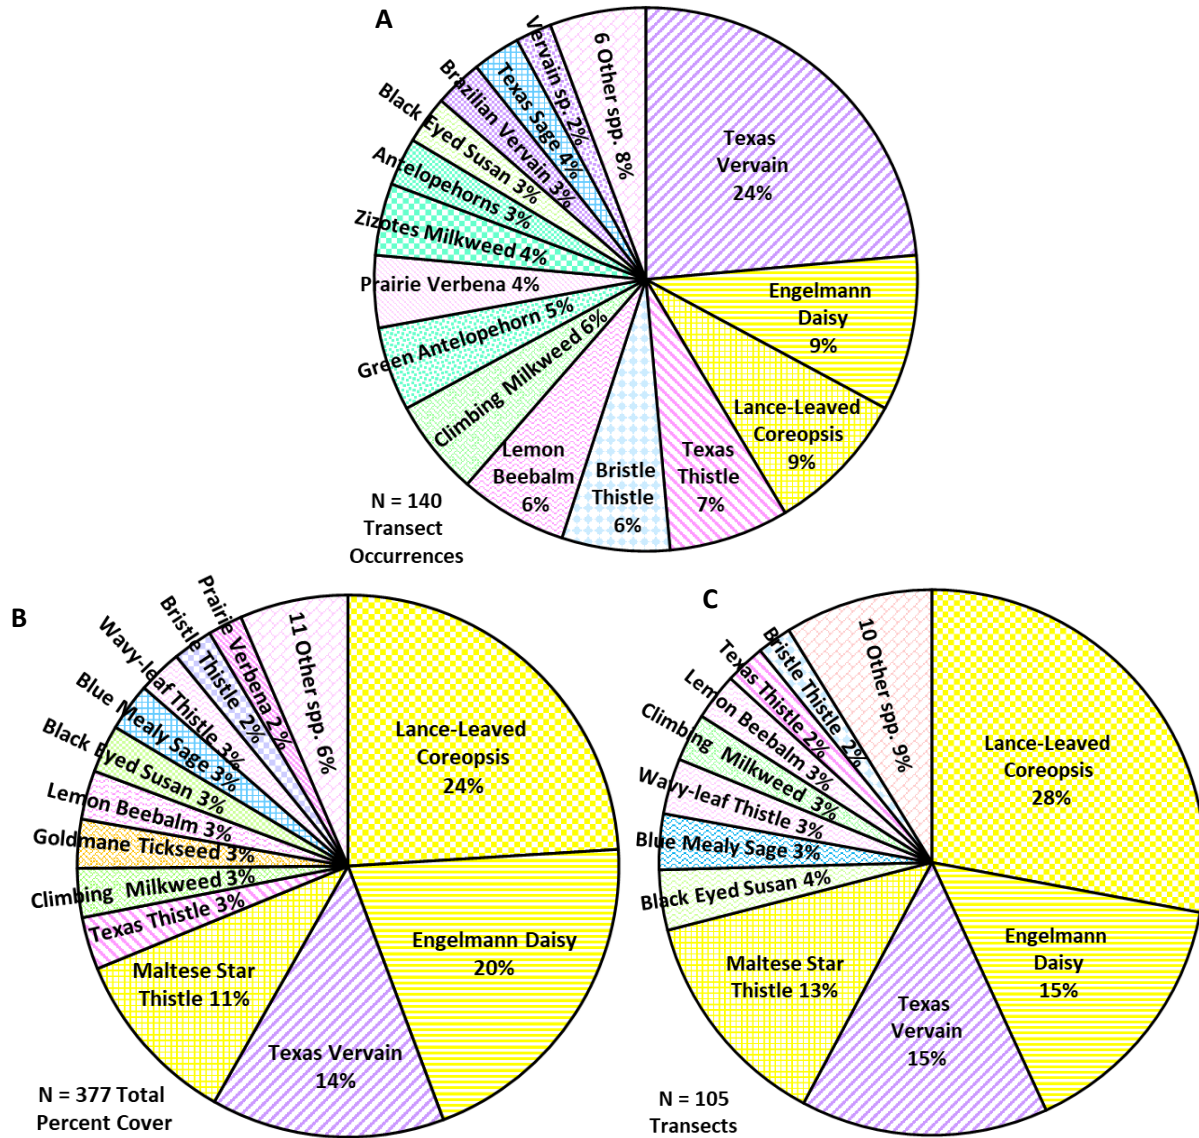 A
Texas
Vervain
24%
Engelmann
Daisy
9%
Lance-Leaved
Coreopsis
9%
Texas
Thistle
7%
Bristle
Thistle
6%
Lemon
Beebalm
6%
Climbing Milkweed 6%
Green Antelopehorn 5%
Prairie Verbena 4%
Zizotes Milkweed 4%
Antelopehorns 3%
Black Eyed Susan 3%
Brazilian Vervain 3%
Texas Sage 4%
Vervain sp. 2%
6 Other spp. 8%
N = 140
Transect
Occurrences
B
Lance-Leaved
Coreopsis
24%
Engelmann Daisy
20%
Texas Vervain
14%
Maltese Star
Thistle 11%
Texas Thistle 3%
Climbing Milkweed 3%
Goldmane Tickseed 3%
Lemon Beebalm 3%
Black Eyed Susan 3%
Blue Mealy Sage 3%
Wavy-leaf Thistle 3%
Bristle Thistle 2%
Prairie Verbena 2 %
11 Other spp. 6%
N = 377 Total
Percent Cover
C
Lance-Leaved
Coreopsis
28%
Engelmann
Daisy
15%
Texas
Vervain
15%
Maltese Star
Thistle 13%
Black Eyed Susan 4%
Blue Mealy Sage 3%
Wavy-leaf Thistle 3%
Climbing Milkweed 3%
Lemon Beebalm 3%
Texas Thistle 2%
Bristle Thistle 2%
10 Other spp. 9%
N = 105
Transects